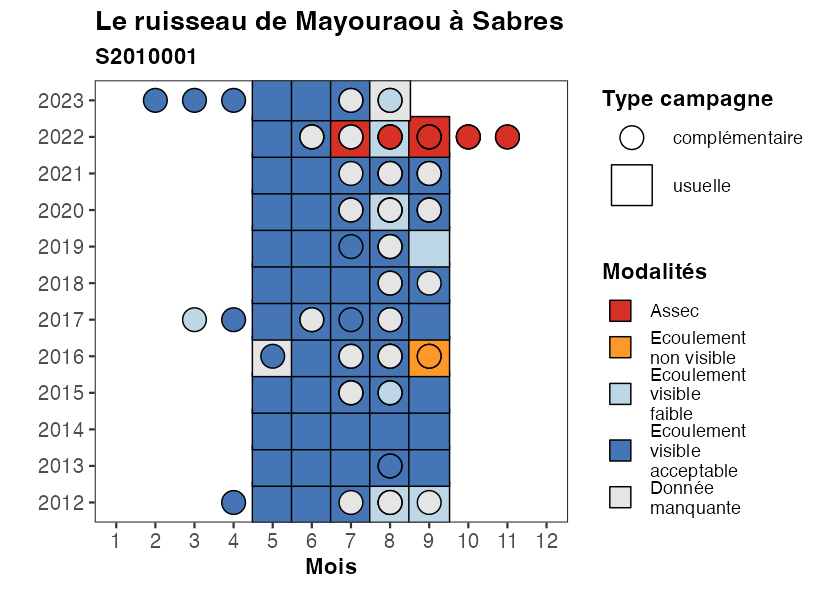 Le ruisseau de Mayouraou à Sabres
S2010001
2023
2022
2021
2020
2019
2018
2017
2016
2015
2014
2013
2012
1 2 3 4 5 6 7 8 9 10 11 12
Mois
Type campagne
complémentaire
usuelle
Modalités
Assec
Ecoulement
non visible
Ecoulement
visible
faible
Ecoulement
visible
acceptable
Donnée
manquante